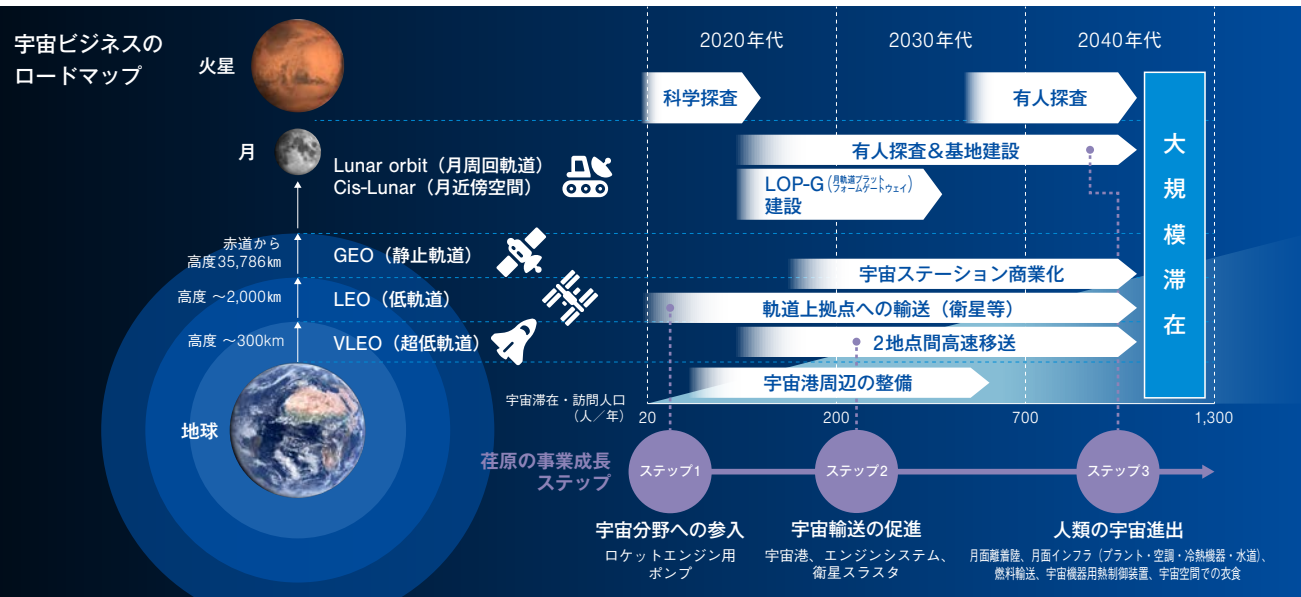 宇宙ビジネスの
ロードマップ
火星
月
Lunar orbit（月周回軌道）
Cis-Lunar（月近傍空間）
赤道から
高度35,786㎞
GEO（静止軌道）
高度 ～2,000㎞
LEO（低軌道）
高度 ～300km
VLEO（超低軌道）
地球
2020年代
2030年代
2040年代
科学探査
有人探査
有人探査＆基地建設
LOP-G（月軌道プラットフォームゲートウェイ）
建設
宇宙ステーション商業化
軌道上拠点への輸送（衛星等）
2地点間高速移送
宇宙港周辺の整備
大規模滞在
宇宙滞在・訪問人口
（人／年）
20
200
700
1,300
荏原の事業成長
ステップ
ステップ1
ステップ2
ステップ3
宇宙分野への参入
ロケットエンジン用
ポンプ
宇宙輸送の促進
宇宙港、エンジンシステム、
衛星スラスタ
人類の宇宙進出
月面離着陸、月面インフラ（プラント・空調・冷熱機器・水道）、
燃料輸送、宇宙機器用熱制御装置、宇宙空間での衣食